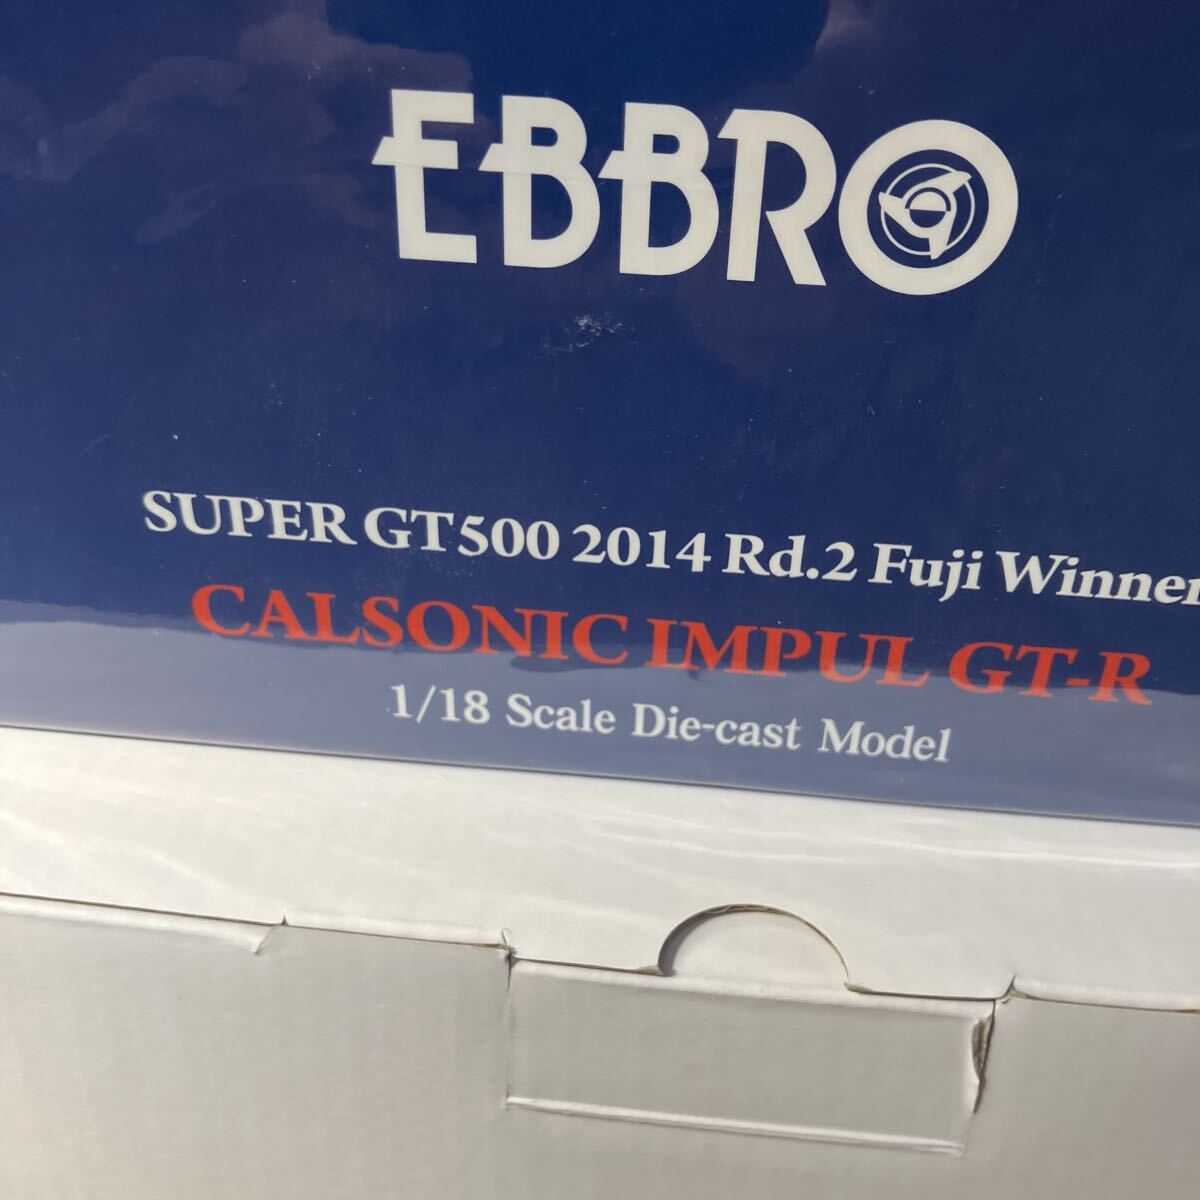 EBBRO
SUPER GT500 2014 Rd.2 Fuji Winner
CALSONIC IMPUL GT-R
1/18 Scale Die-cast Model